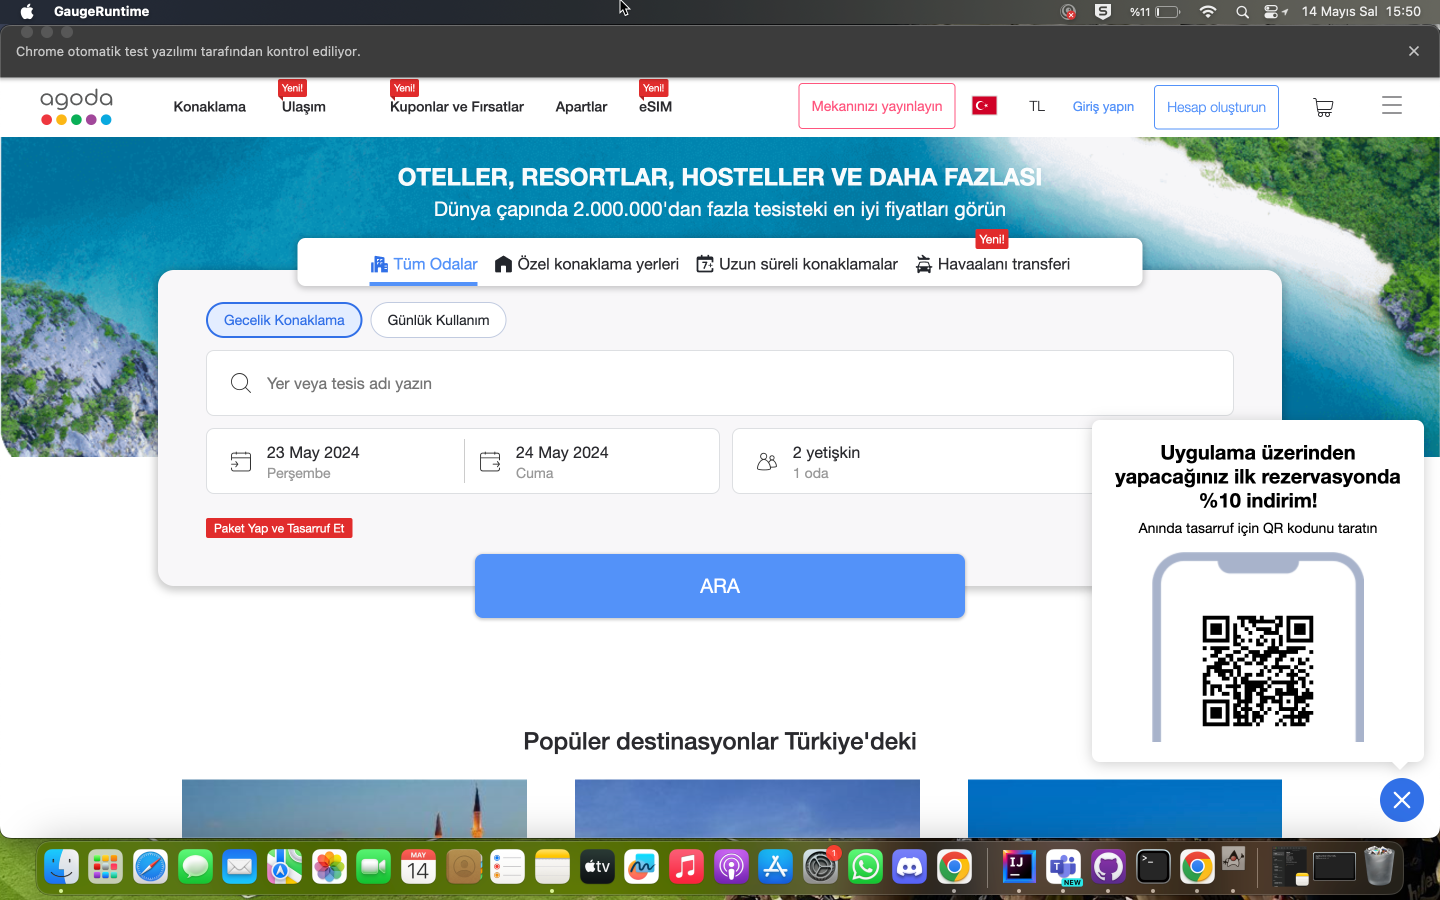 GaugeRuntime
%11
14 Mayıs Sal 15:50
Chrome otomatik test yazılımı tarafından kontrol ediliyor.
agoda
Konaklama
Yeni!
Ulaşım
Yeni!
Kuponlar ve Fırsatlar
Apartlar
Yeni!
eSIM
Mekanınızı yayınlayın
TL
Giriş yapın
Hesap oluşturun
OTELLER, RESORTLAR, HOSTELLER VE DAHA FAZLASI
Dünya çapında 2.000.000'dan fazla tesisteki en iyi fiyatları görün
Yeni!
Tüm Odalar
Özel konaklama yerleri
Uzun süreli konaklamalar
Havaalanı transferi
Gecelik Konaklama
Günlük Kullanım
Yer veya tesis adı yazın
23 May 2024
Perşembe
24 May 2024
Cuma
2 yetişkin
1 oda
Paket Yap ve Tasarruf Et
ARA
Uygulama üzerinden
yapacağınız ilk rezervasyonda
%10 indirim!
Anında tasarruf için QR kodunu taratın
Popüler destinasyonlar Türkiye'deki
MAY
14
tv
1
IJ
NEW